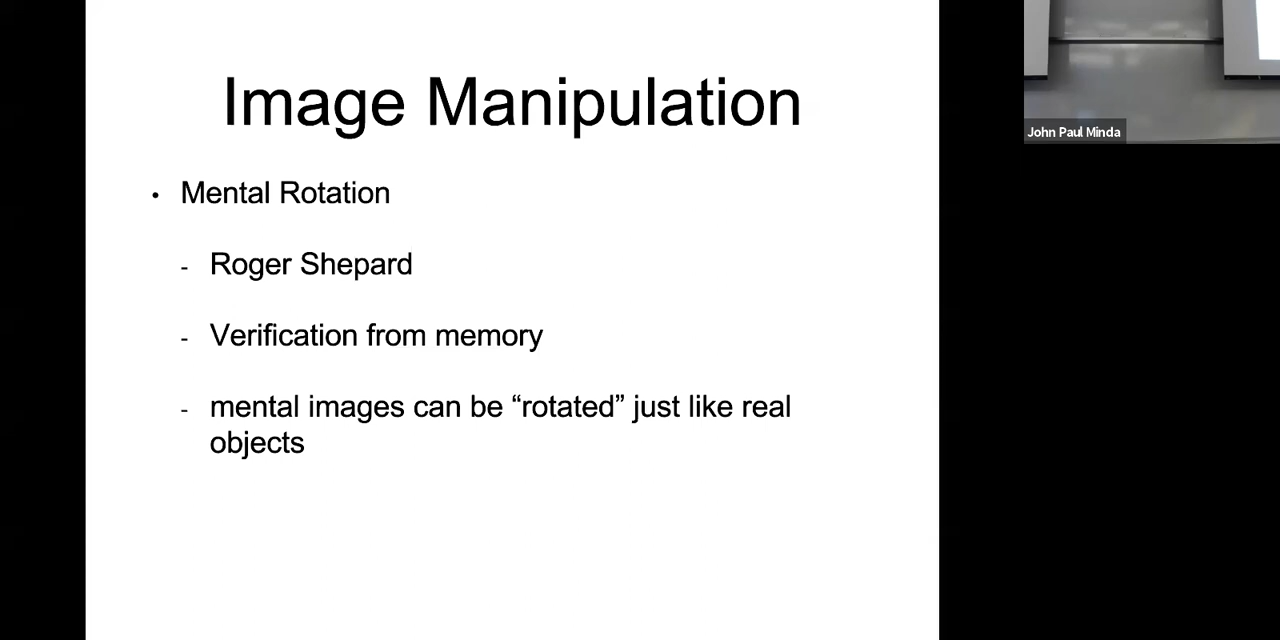 Image Manipulation
• Mental Rotation
- Roger Shepard
- Verification from memory
- mental images can be “rotated” just like real
objects
John Paul Minda